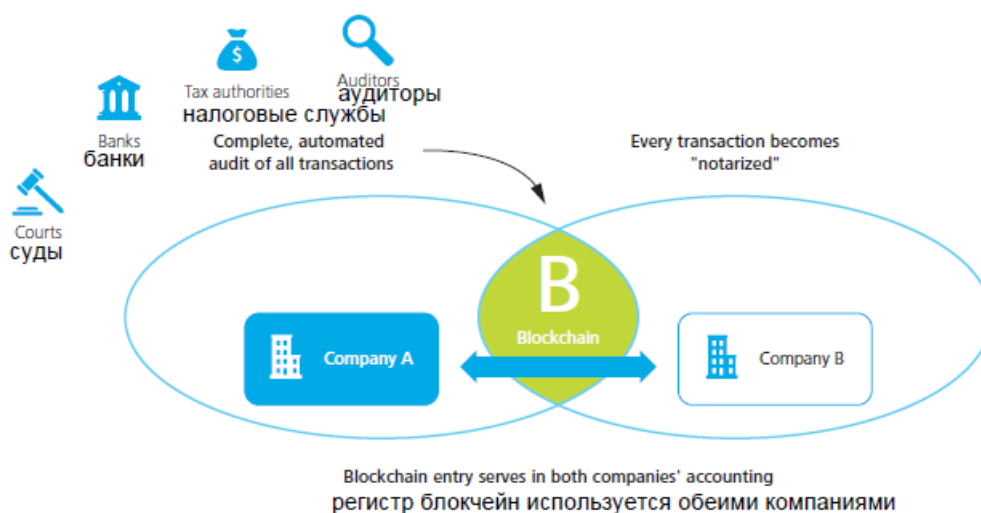 Auditors
аудиторы
Tax authorities
налоговые службы
Banks
банки
Complete, automated
audit of all transactions
Every transaction becomes
"notarized"
Courts
суды
B
Blockchain
Company A
Company B
Blockchain entry serves in both companies' accounting
регистр блокчейн используется обеими компаниями
$